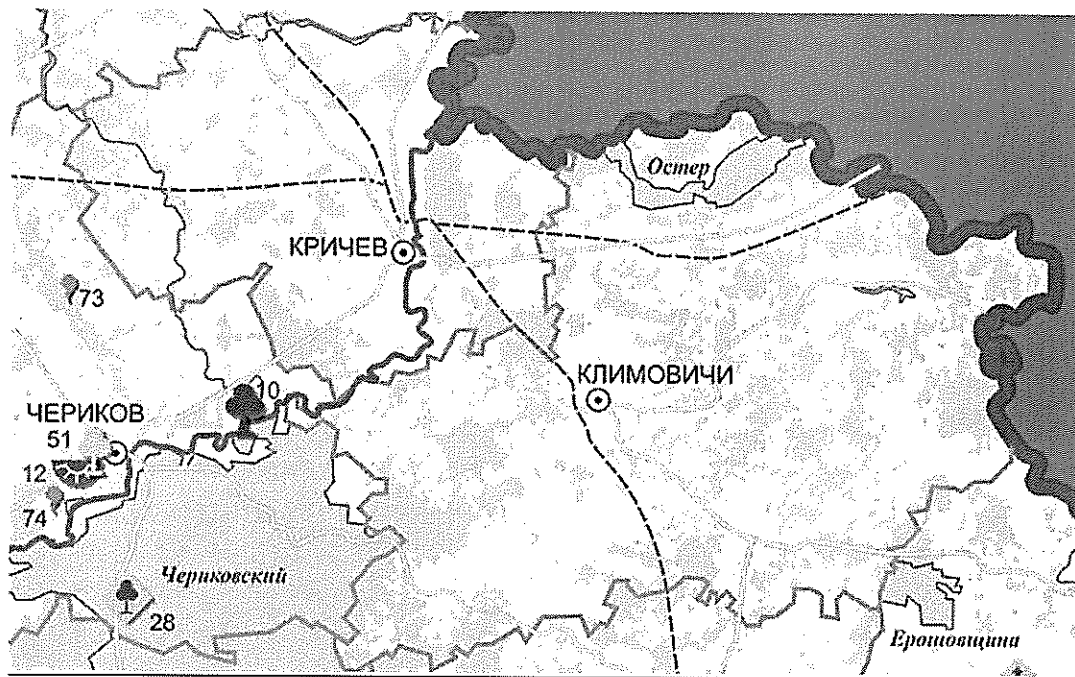 Остер
КРИЧЕВ
73
КЛИМОВИЧИ
10
ЧЕРИКОВ
51
12
74
Чериковский
28
Ерошовщина